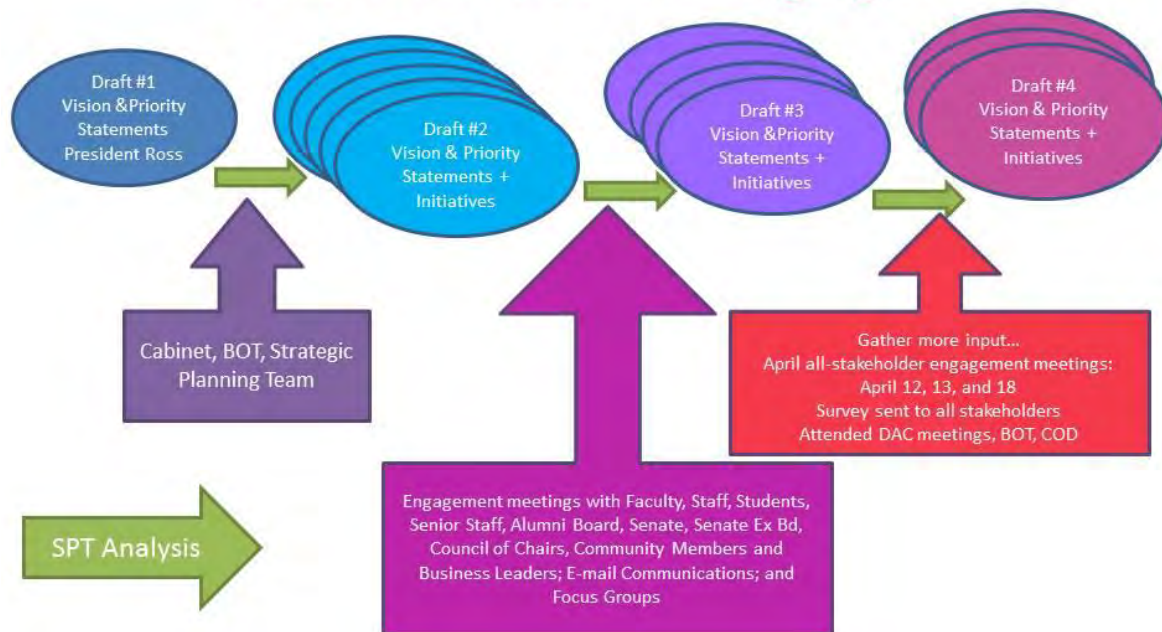 Draft #1
Vision &Priority
Statements
President Ross
Draft #2
Vision & Priority
Statements +
Initiatives
Draft #3
Vision &Priority
Statements +
Initiatives
Draft #4
Vision & Priority
Statements +
Initiatives
Cabinet, BOT, Strategic
Planning Team
Gather more input...
April all-stakeholder engagement meetings:
April 12, 13, and 18
Survey sent to all stakeholders
Attended DAC meetings, BOT, COD
Engagement meetings with Faculty, Staff, Students,
Senior Staff, Alumni Board, Senate, Senate Ex Bd,
Council of Chairs, Community Members and
Business Leaders; E-mail Communications; and
Focus Groups
SPT Analysis